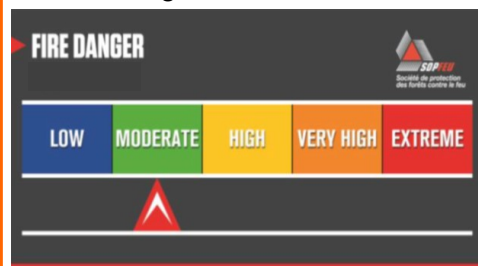 FIRE DANGER
SOPFEU
Société de protection
des forêts contre le feu
LOW
MODERATE
HIGH
VERY HIGH
EXTREME